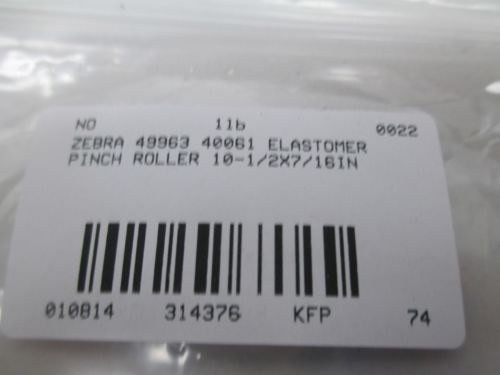 NO 11b 0022
ZEBRA 49963 40061 ELASTOMER
PINCH ROLLER 10-1/2X7/16IN
010814 314376 KFP 74